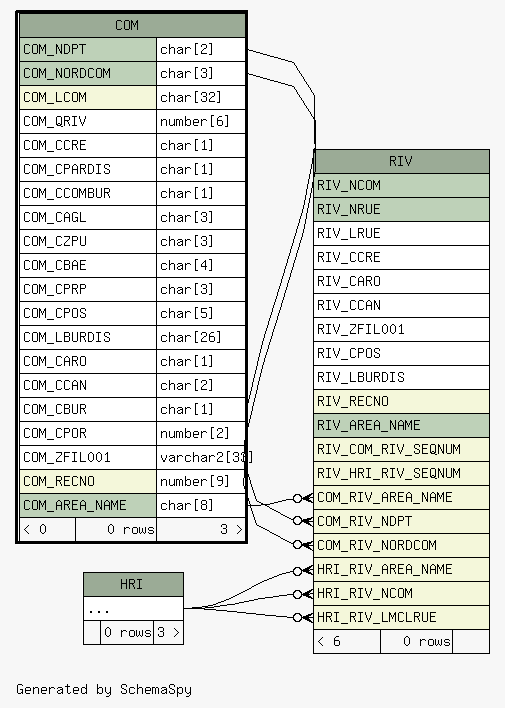 COM
COM_NDPT char[2]
COM_NORDCOM char[3]
COM_LCOM char[32]
COM_QRIV number[6]
COM_CCRE char[1]
COM_CPARDIS char[1]
COM_CCOMBUR char[1]
COM_CAGL char[3]
COM_CZPU char[3]
COM_CBAE char[4]
COM_CPRP char[3]
COM_CPOS char[5]
COM_LBURDIS char[26]
COM_CARO char[1]
COM_CCAN char[2]
COM_CBUR char[1]
COM_CPOR number[2]
COM_ZFIL001
COM_RECNO number[9]
COM_AREA_NAME char[8]
< 0 0 rows 3 >
RIV
RIV_NCOM
RIV_NRUE
RIV_LRUE
RIV_CCRE
RIV_CARO
RIV_CCAN
RIV_ZFIL001
RIV_CPOS
RIV_LBURDIS
RIV_RECNO
RIV_AREA_NAME
RIV_COM_RIV_SEQNUM
RIV_HRI_RIV_SEQNUM
COM_RIV_AREA_NAME
COM_RIV_NDPT
COM_RIV_NORDCOM
HRI_RIV_AREA_NAME
HRI_RIV_NCOM
HRI_RIV_LMCLRUE
< 6 0 rows
HRI
...
0 rows 3 >
Generated by SchemaSpy